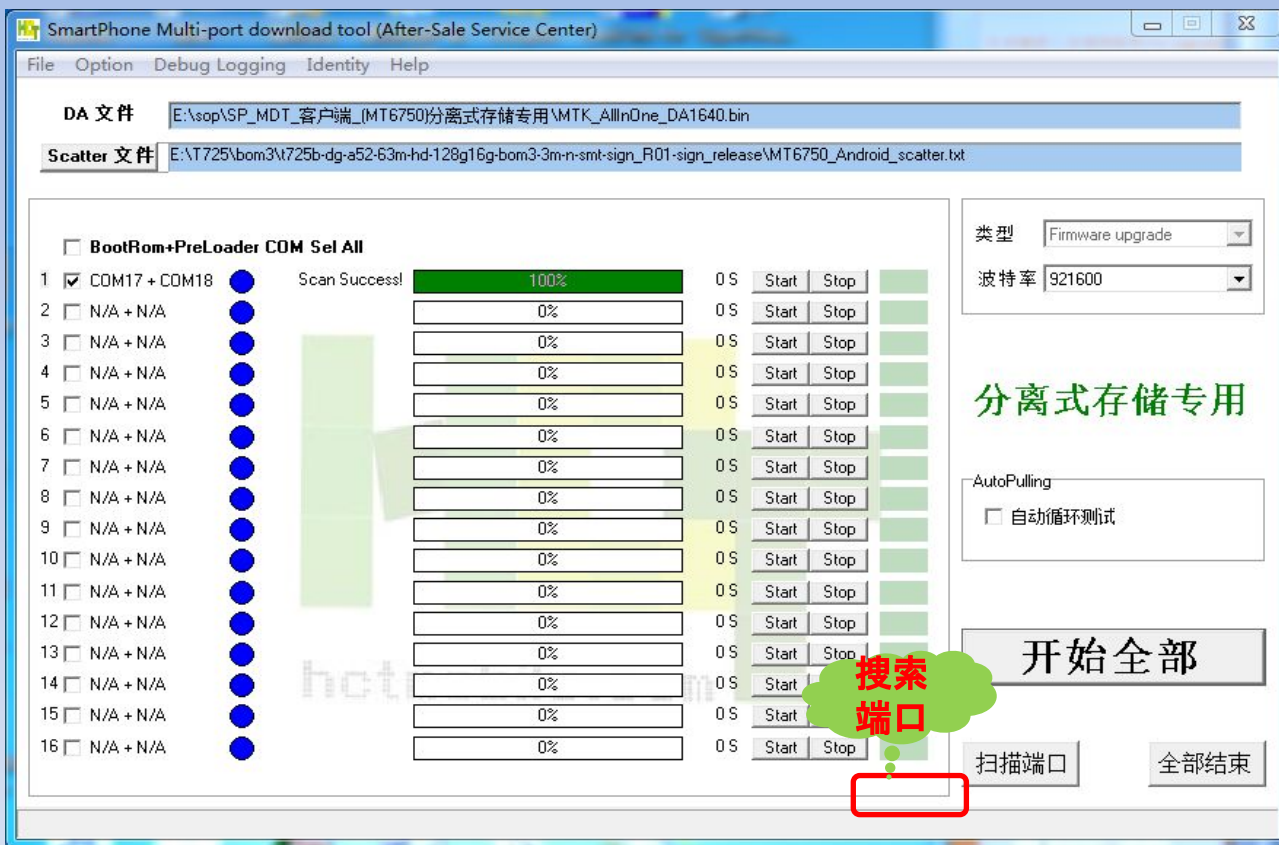 SmartPhone Multi-port download tool (After-Sale Service Center)
File Option Debug Logging Identity Help
DA 文件 E:\sop\SP_MDT_客户端_(MT6750)分离式存储专用\MTK_AllInOne_DA1640.bin
Scatter 文件 E:\T725\bom3\t725b-dg-a52-63m-hd-128g16g-bom3-3m-n-smt-sign_R01-sign_release\MT6750_Android_scatter.txt
BootRom+PreLoader COM Sel All
1 COM17 + COM18 Scan Success! 100% 0 S Start Stop
2 N/A + N/A 0% 0 S Start Stop
3 N/A + N/A 0% 0 S Start Stop
4 N/A + N/A 0% 0 S Start Stop
5 N/A + N/A 0% 0 S Start Stop
6 N/A + N/A 0% 0 S Start Stop
7 N/A + N/A 0% 0 S Start Stop
8 N/A + N/A 0% 0 S Start Stop
9 N/A + N/A 0% 0 S Start Stop
10 N/A + N/A 0% 0 S Start Stop
11 N/A + N/A 0% 0 S Start Stop
12 N/A + N/A 0% 0 S Start Stop
13 N/A + N/A 0% 0 S Start Stop
14 N/A + N/A 0% 0 S Start
15 N/A + N/A 0% 0 S Start
16 N/A + N/A 0% 0 S Start Stop
搜索
端口
类型 Firmware upgrade
波特率 921600
分离式存储专用
AutoPulling
自动循环测试
开始全部
扫描端口 全部结束